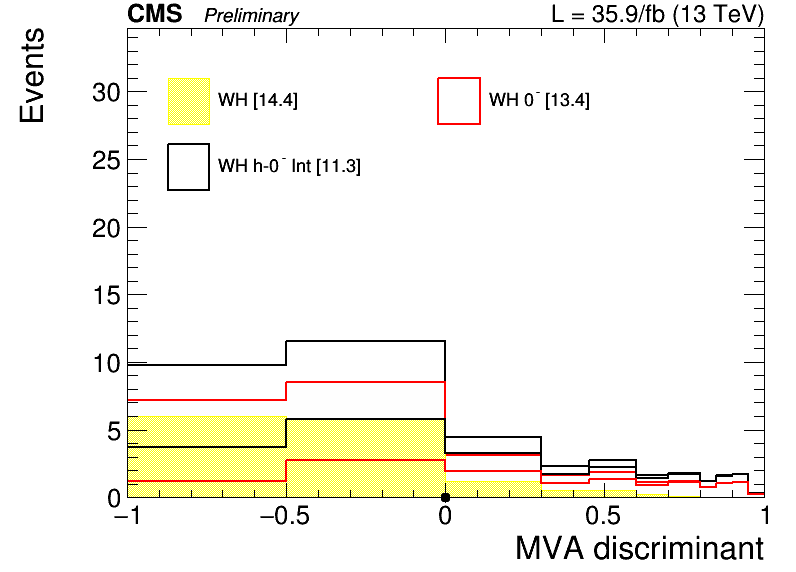 CMS Preliminary L = 35.9/fb (13 TeV)
Events
WH [14.4] WH 0⁻ [13.4]
WH h-0⁻ Int [11.3]
30
25
20
15
10
5
0
−1 −0.5 0 0.5 1
MVA discriminant